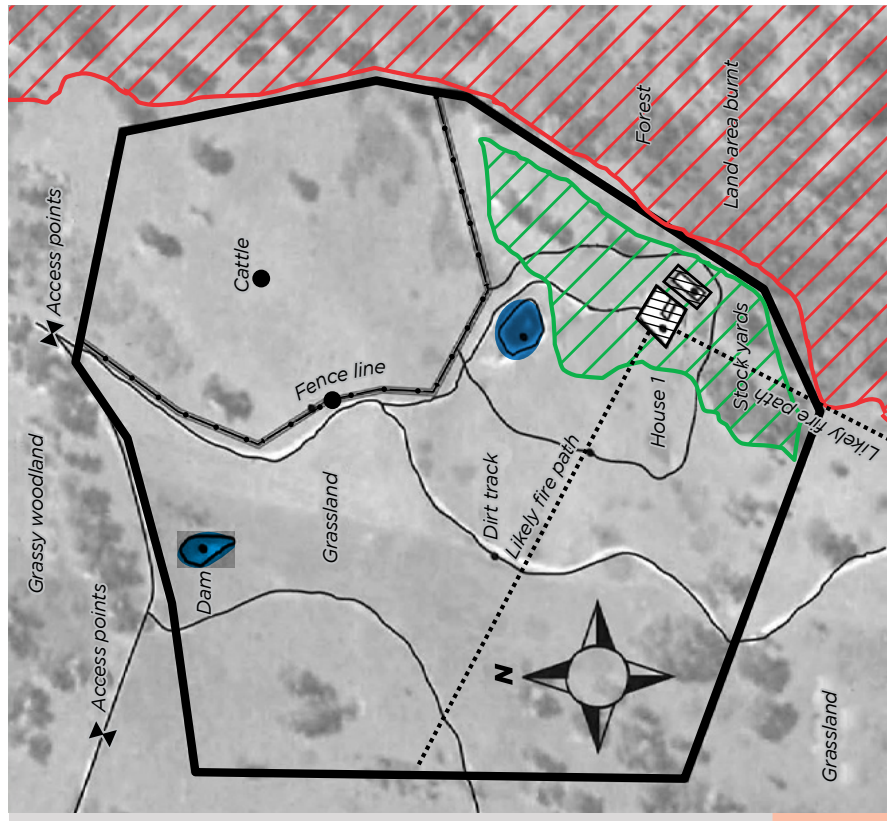 Forest
Land area burnt
Access points
Cattle
Fence line
Stock yards
House 1
Likely fire path
Likely fire path
Dirt track
Grassland
Grassy woodland
Dam
Access points
N
Grassland